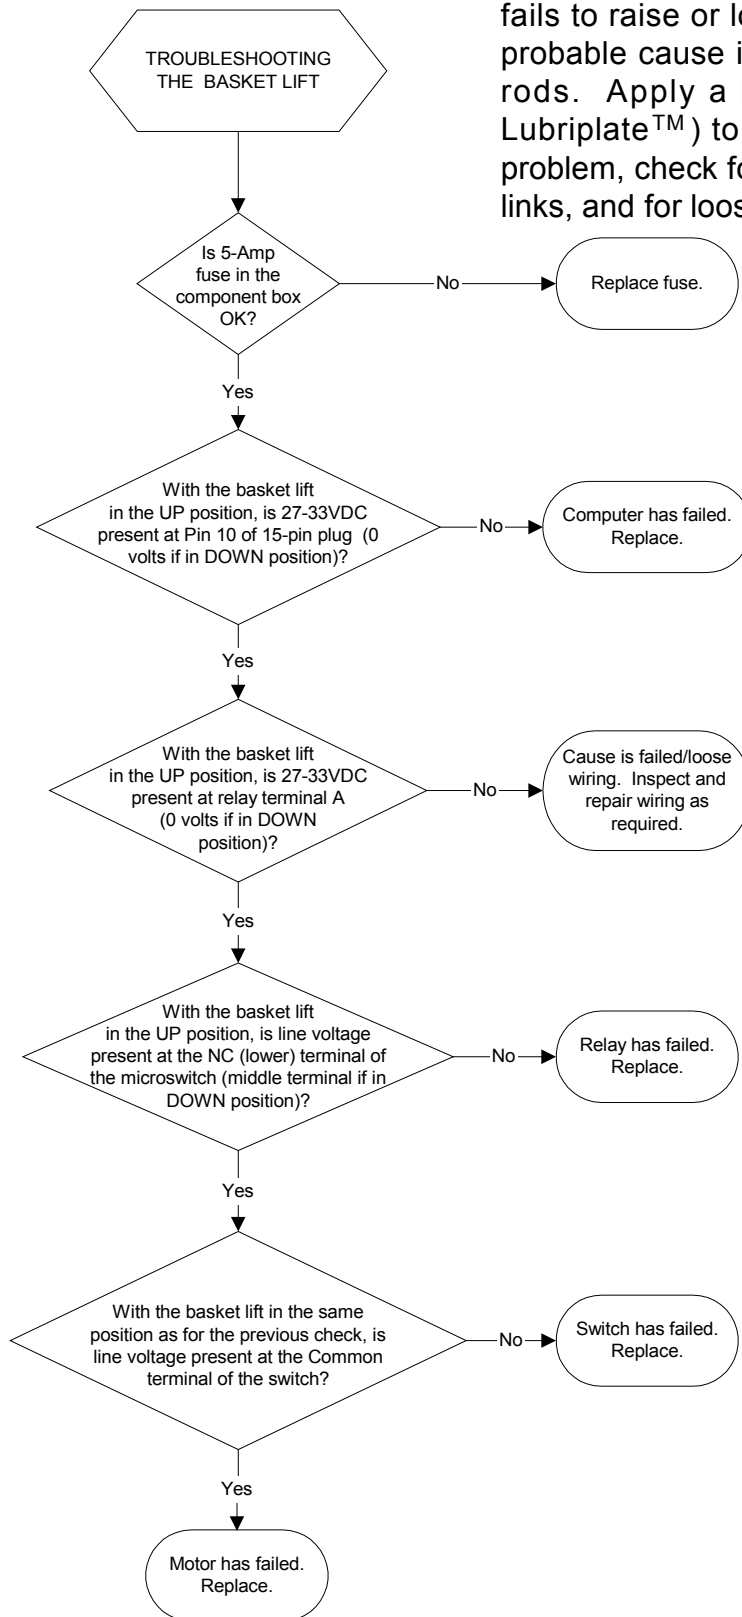 fails to raise or
probable cause
rods. Apply a
Lubriplate™) to
problem, check
links, and for
TROUBLESHOOTING
THE BASKET LIFT
Is 5-Amp
fuse in the
component box
OK?
No
Replace fuse.
Yes
With the basket lift
in the UP position, is 27-33VDC
present at Pin 10 of 15-pin plug (0
volts if in DOWN position)?
No
Computer has failed.
Replace.
Yes
With the basket lift
in the UP position, is 27-33VDC
present at relay terminal A
(0 volts if in DOWN
position)?
No
Cause is failed/loose
wiring. Inspect and
repair wiring as
required.
Yes
With the basket lift
in the UP position, is line voltage
present at the NC (lower) terminal of
the microswitch (middle terminal if in
DOWN position)?
No
Relay has failed.
Replace.
Yes
With the basket lift in the same
position as for the previous check, is
line voltage present at the Common
terminal of the switch?
No
Switch has failed.
Replace.
Yes
Motor has failed.
Replace.